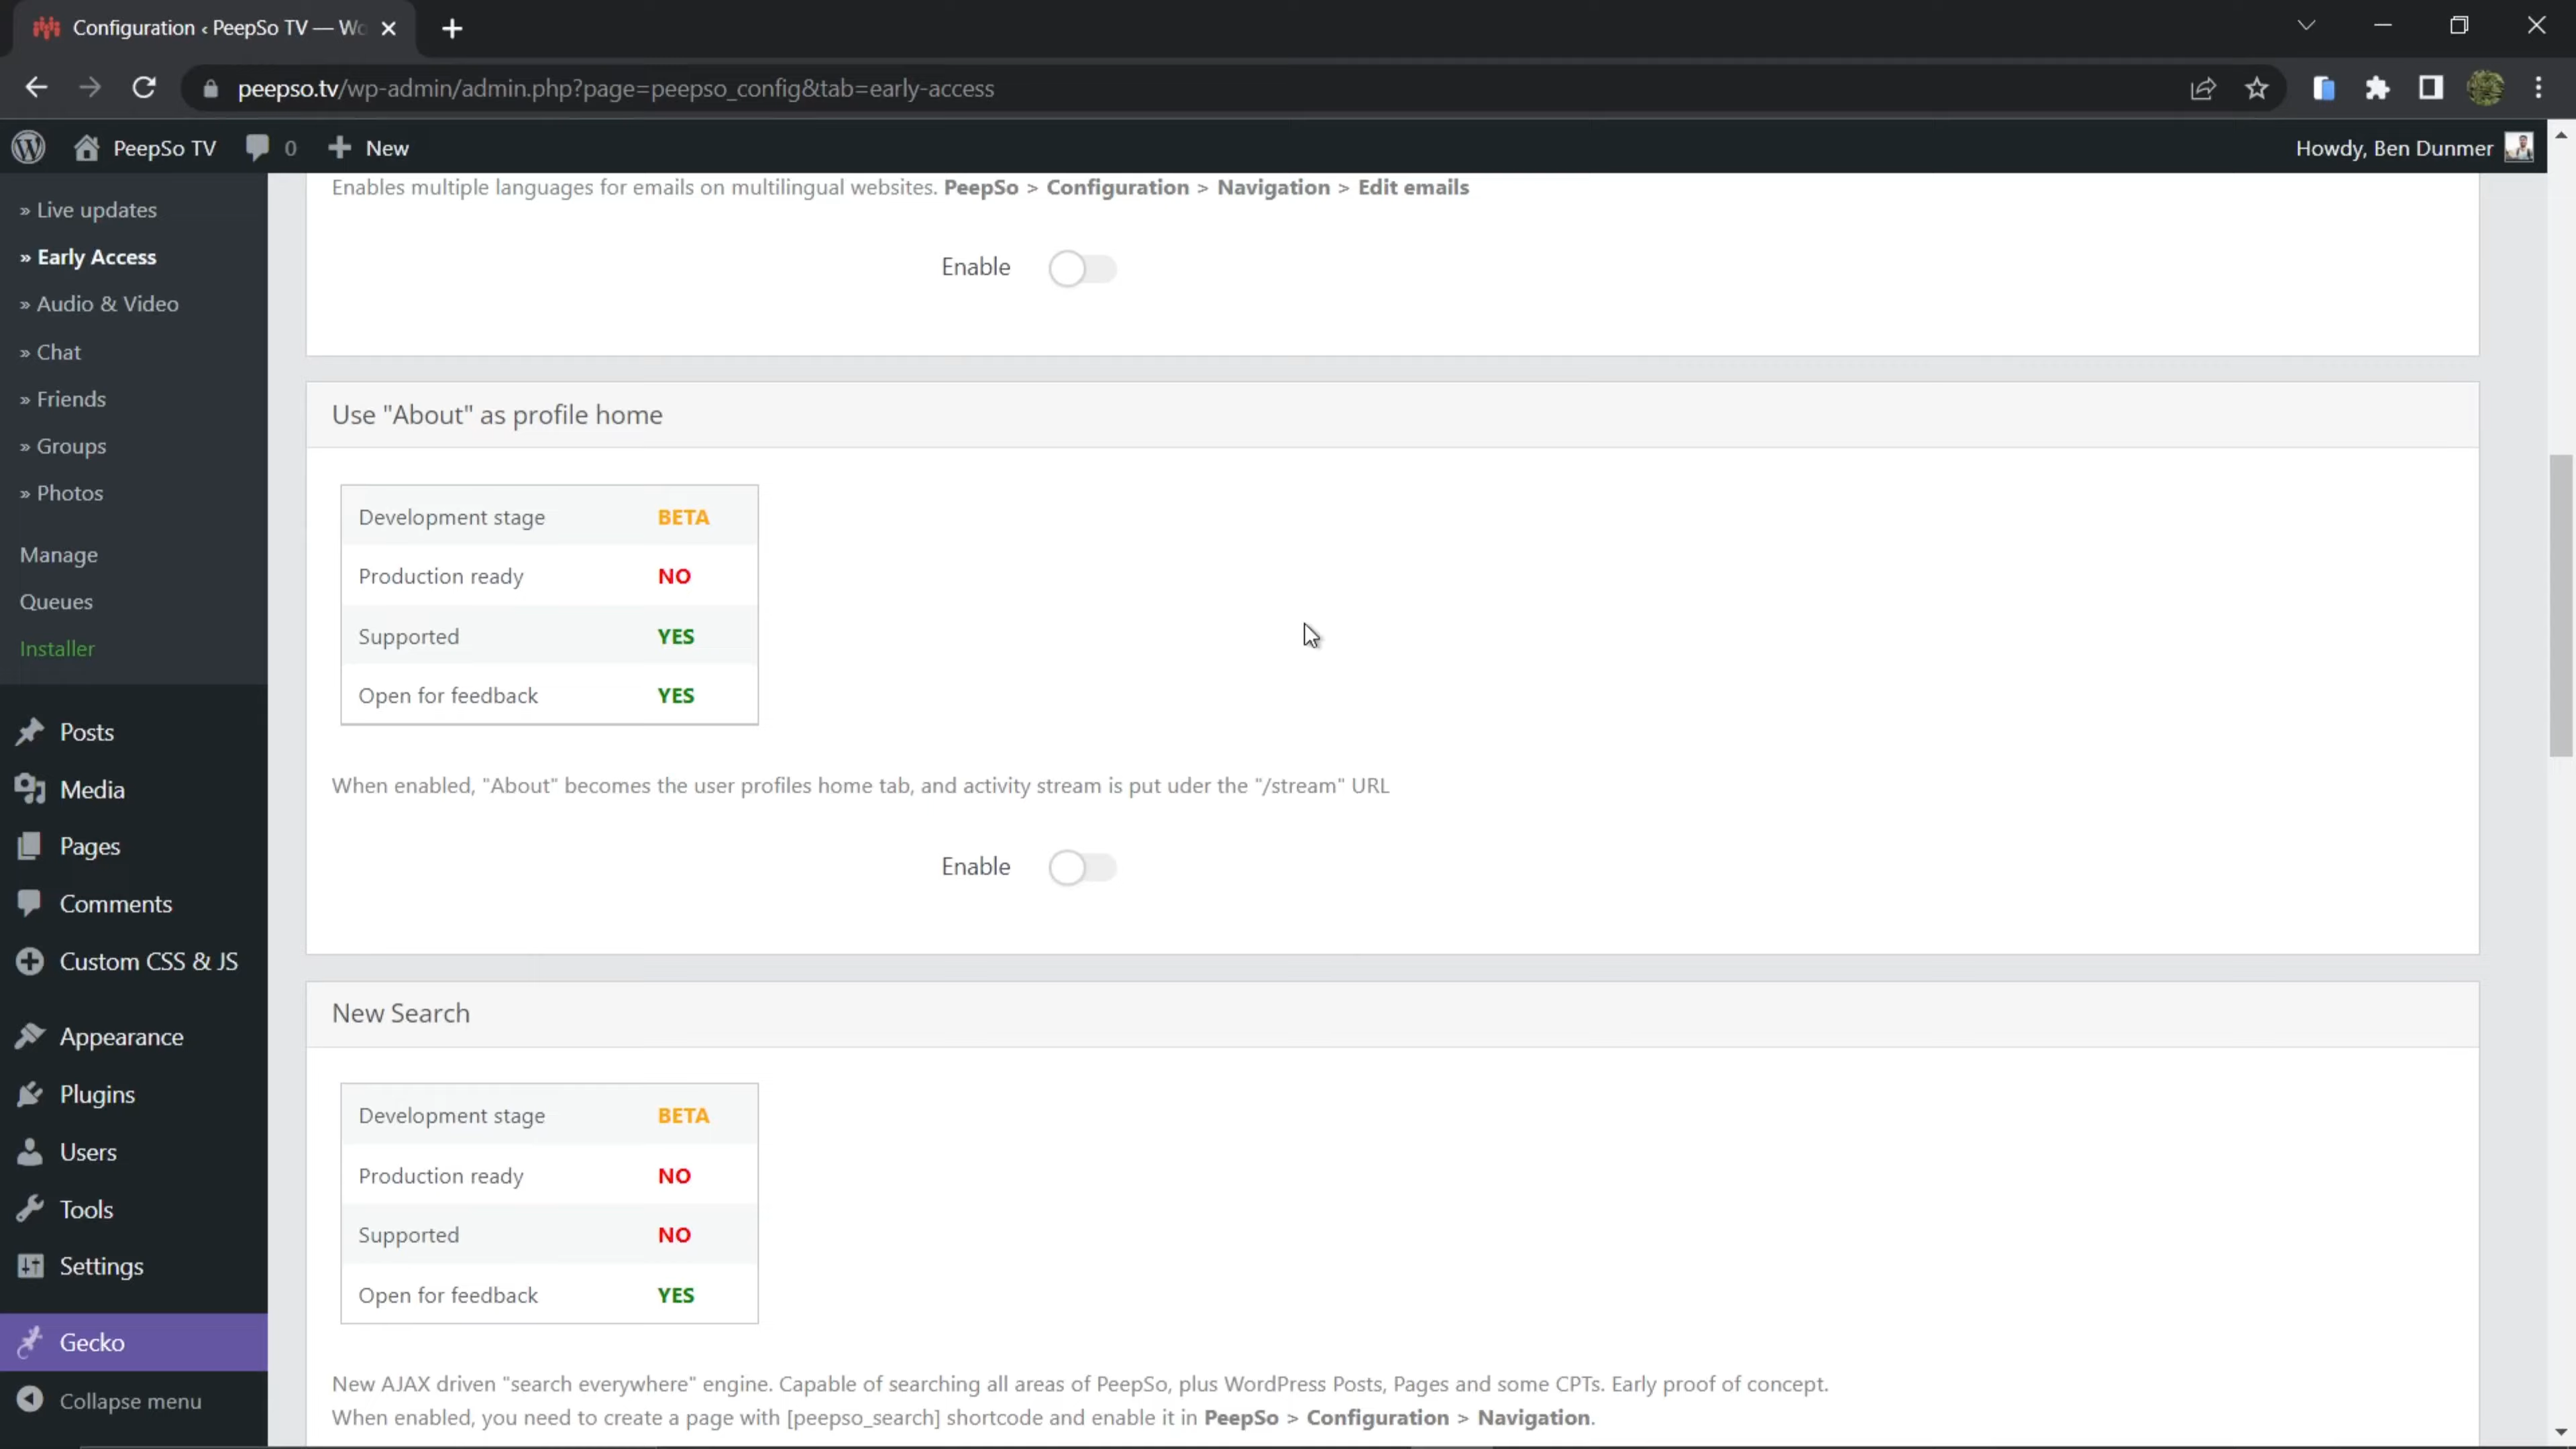 Configuration ‹ PeepSo TV — Wo
peepso.tv/wp-admin/admin.php?page=peepso_config&tab=early-access
PeepSo TV
0
New
Howdy, Ben Dunmer
» Live updates
» Early Access
» Audio & Video
» Chat
» Friends
» Groups
» Photos
Manage
Queues
Installer
Posts
Media
Pages
Comments
Custom CSS & JS
Appearance
Plugins
Users
Tools
Settings
Gecko
Collapse menu
Enables multiple languages for emails on multilingual websites. PeepSo > Configuration > Navigation > Edit emails
Enable
Use "About" as profile home
Development stage BETA
Production ready NO
Supported YES
Open for feedback YES
When enabled, "About" becomes the user profiles home tab, and activity stream is put uder the "/stream" URL
Enable
New Search
Development stage BETA
Production ready NO
Supported NO
Open for feedback YES
New AJAX driven "search everywhere" engine. Capable of searching all areas of PeepSo, plus WordPress Posts, Pages and some CPTs. Early proof of concept.
When enabled, you need to create a page with [peepso_search] shortcode and enable it in PeepSo > Configuration > Navigation.